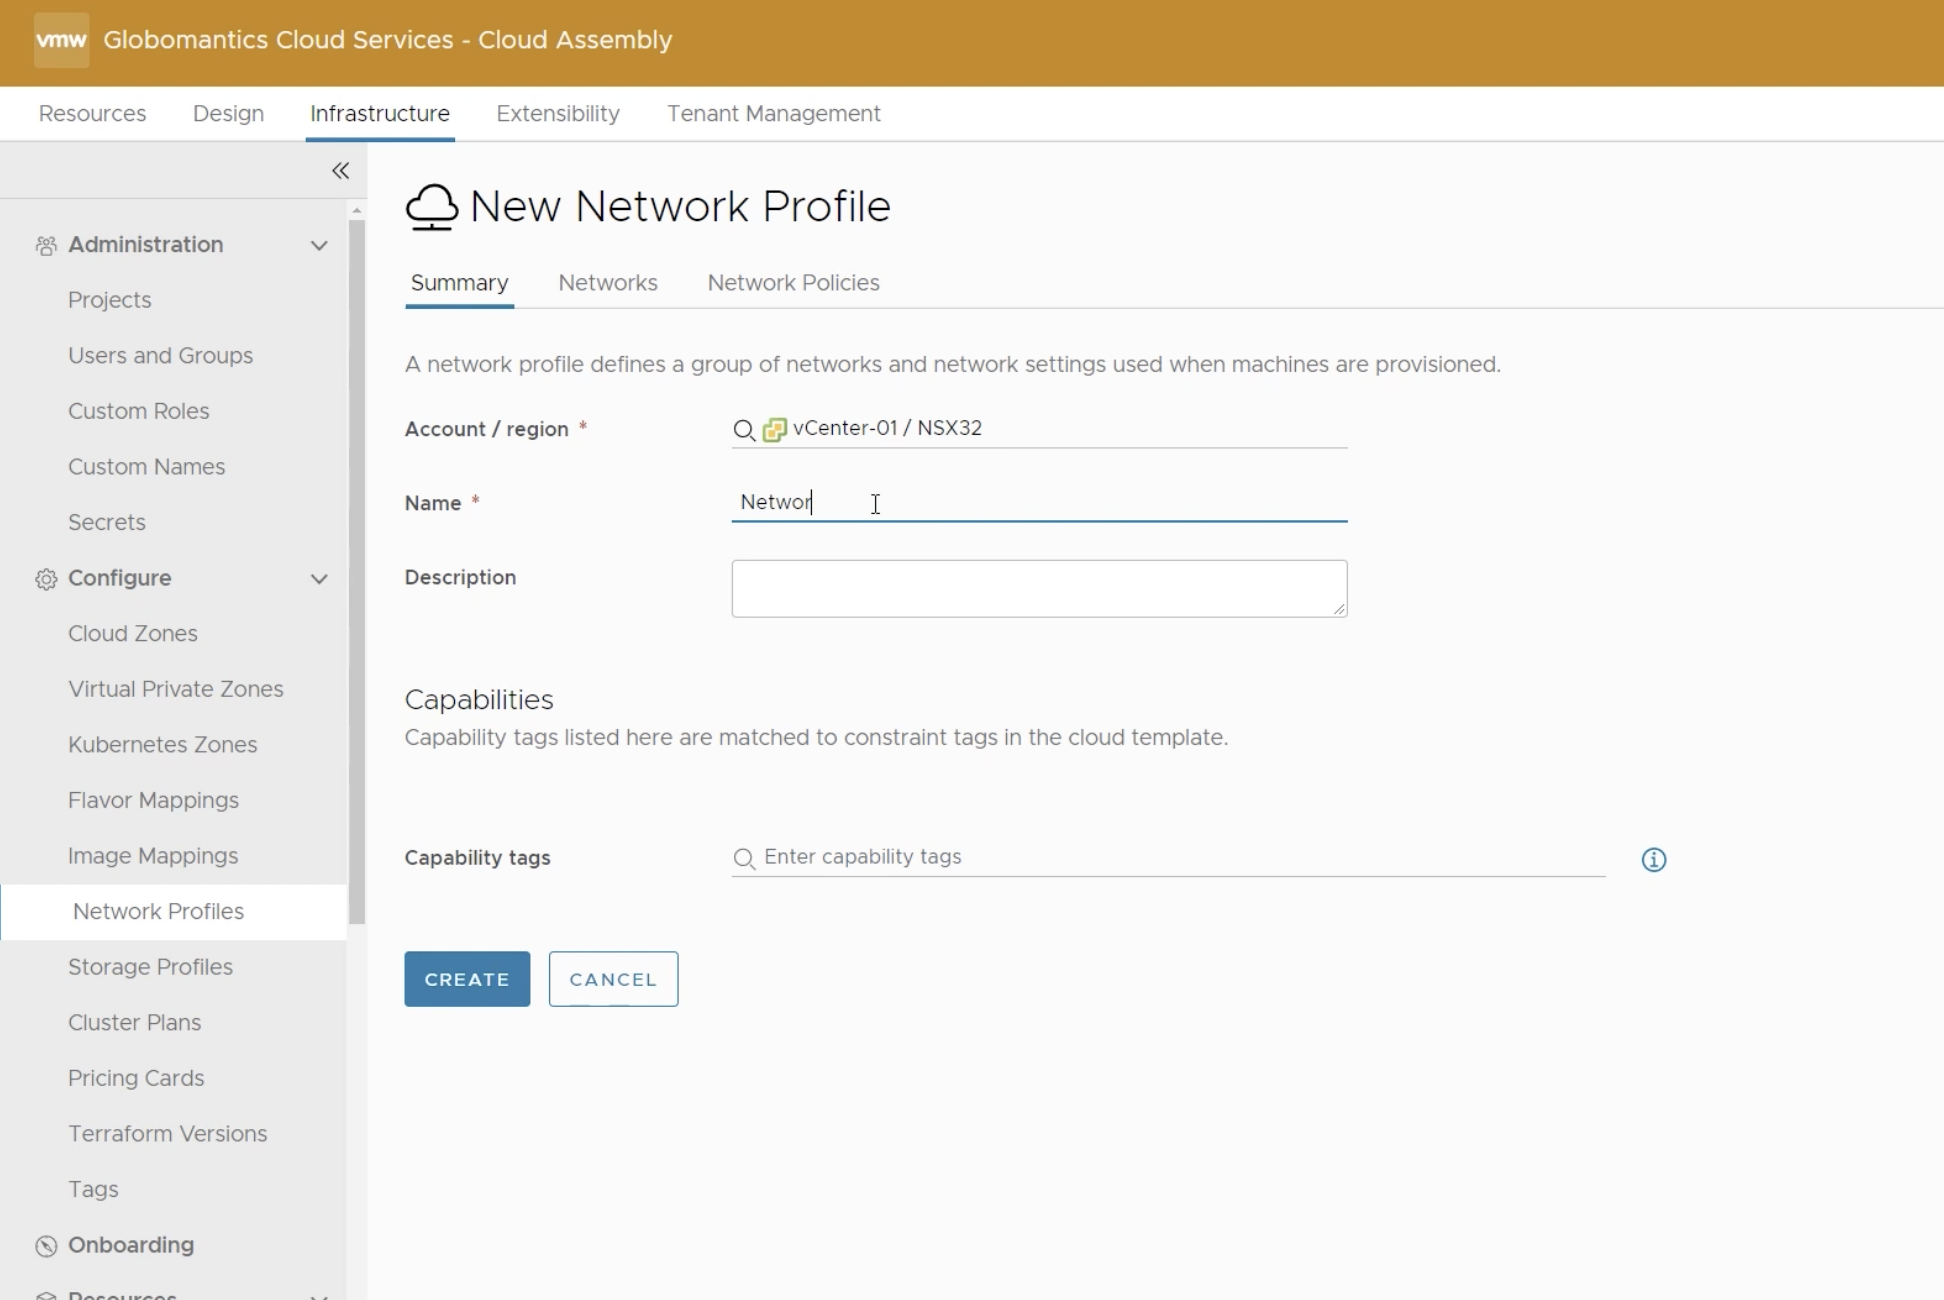 vmw Globomantics Cloud Services - Cloud Assembly
Resources Design Infrastructure Extensibility Tenant Management
Administration
Projects
Users and Groups
Custom Roles
Custom Names
Secrets
Configure
Cloud Zones
Virtual Private Zones
Kubernetes Zones
Flavor Mappings
Image Mappings
Network Profiles
Storage Profiles
Cluster Plans
Pricing Cards
Terraform Versions
Tags
Onboarding
Resources
New Network Profile
Summary Networks Network Policies
A network profile defines a group of networks and network settings used when machines are provisioned.
Account / region * vCenter-01 / NSX32
Name * Networ
Description
Capabilities
Capability tags listed here are matched to constraint tags in the cloud template.
Capability tags Enter capability tags
CREATE CANCEL